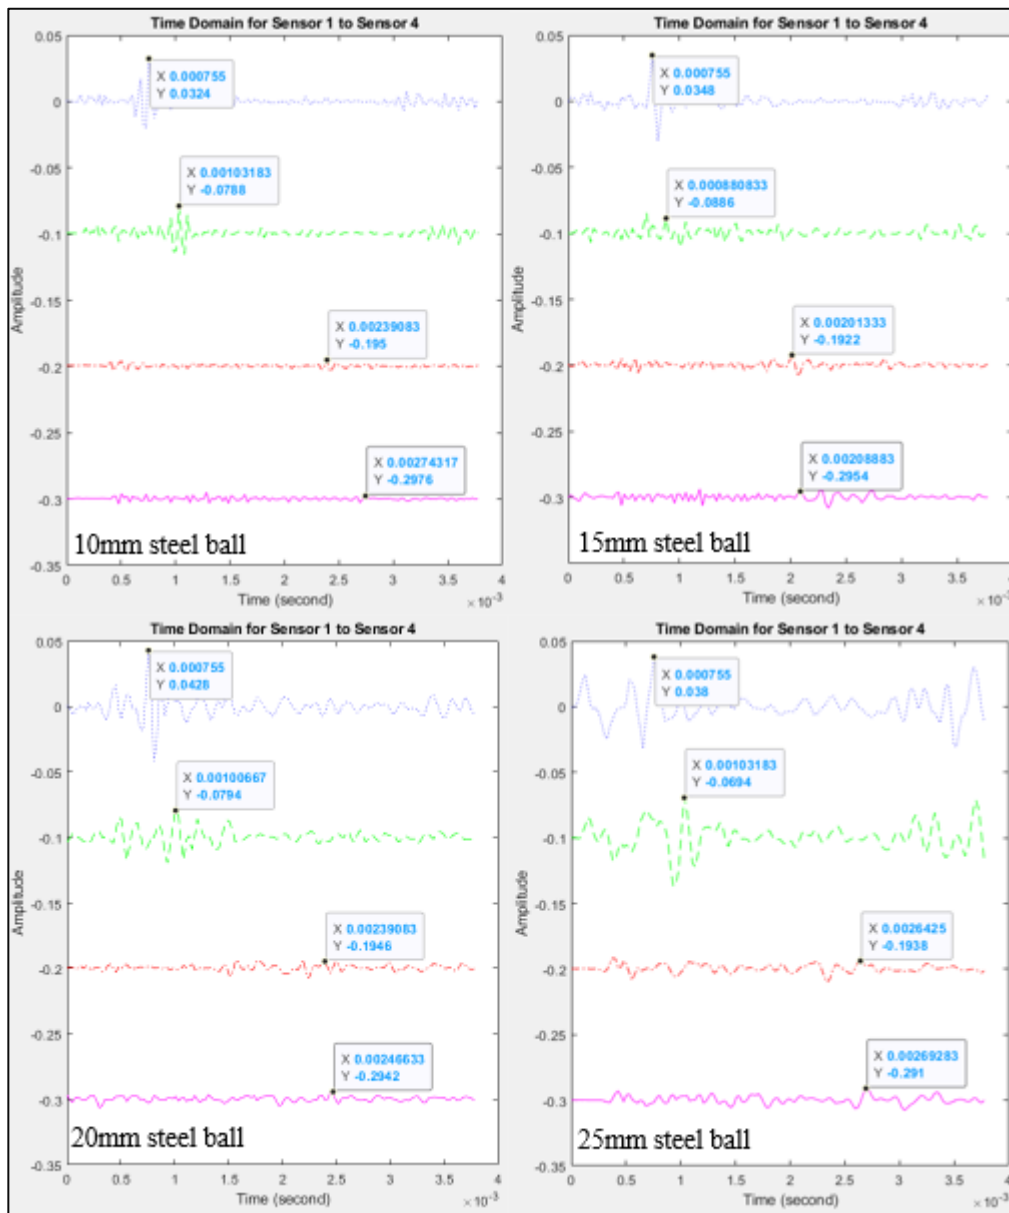 Time Domain for Sensor 1 to Sensor 4
0.05
X 0.000755
Y 0.0324
0
-0.05
X 0.00103183
Y -0.0788
-0.1
Amplitude
-0.15
X 0.00239083
Y -0.195
-0.2
-0.25
X 0.00274317
Y -0.2976
-0.3
10mm steel ball
-0.35
0 0.5 1 1.5 2 2.5 3 3.5 4
Time (second)
×10-3
Time Domain for Sensor 1 to Sensor 4
0.05
X 0.000755
Y 0.0348
0
-0.05
X 0.000880833
Y -0.0886
-0.1
Amplitude
-0.15
X 0.00201333
Y -0.1922
-0.2
-0.25
X 0.00208883
Y -0.2954
-0.3
15mm steel ball
0 0.5 1 1.5 2 2.5 3 3.5 4
Time (second)
×10-3
Time Domain for Sensor 1 to Sensor 4
0.05
X 0.000755
Y 0.0428
0
-0.05
X 0.00100667
Y -0.0794
-0.1
Amplitude
-0.15
X 0.00239083
Y -0.1946
-0.2
-0.25
X 0.00246633
Y -0.2942
-0.3
20mm steel ball
-0.35
0 0.5 1 1.5 2 2.5 3 3.5 4
Time (second)
×10-3
Time Domain for Sensor 1 to Sensor 4
0.05
X 0.000755
Y 0.038
0
-0.05
X 0.00103183
Y -0.0694
-0.1
Amplitude
-0.15
X 0.0026425
Y -0.1938
-0.2
-0.25
X 0.00269283
Y -0.291
-0.3
25mm steel ball
-0.35
0 0.5 1 1.5 2 2.5 3 3.5 4
Time (second)
×10-3